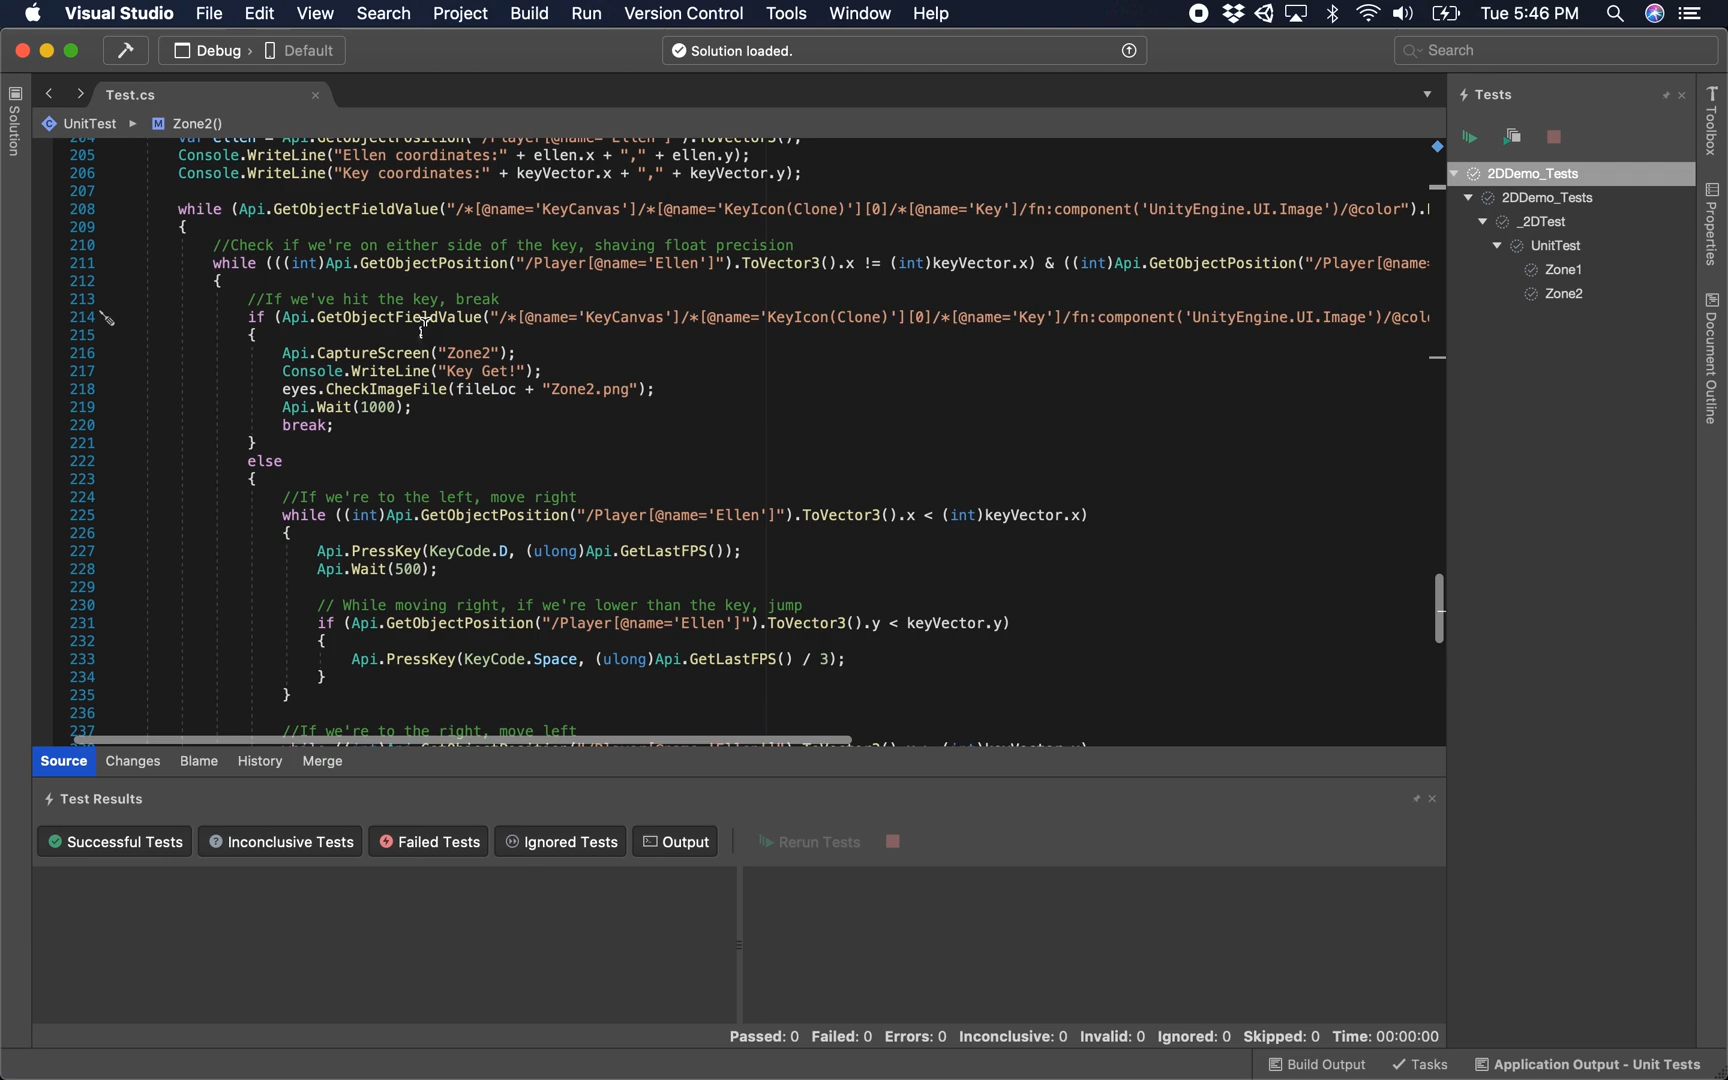 Visual Studio File Edit View Search Project Build Run Version Control Tools Window Help Tue 5:46 PM
Debug › Default Solution loaded. Search
Solution
Test.cs
UnitTest ▸ M Zone2()
205 Console.WriteLine("Ellen coordinates:" + ellen.x + "," + ellen.y);
206 Console.WriteLine("Key coordinates:" + keyVector.x + "," + keyVector.y);
207
208 while (Api.GetObjectFieldValue("/*[@name='KeyCanvas']/*[@name='KeyIcon(Clone)'][0]/*[@name='Key']/fn:component('UnityEngine.UI.Image')/@color").
209 {
210 //Check if we're on either side of the key, shaving float precision
211 while (((int)Api.GetObjectPosition("/Player[@name='Ellen']").ToVector3().x != (int)keyVector.x) & ((int)Api.GetObjectPosition("/Player[@name=
212 {
213 //If we've hit the key, break
214 if (Api.GetObjectFieldValue("/*[@name='KeyCanvas']/*[@name='KeyIcon(Clone)'][0]/*[@name='Key']/fn:component('UnityEngine.UI.Image')/@col
215 {
216 Api.CaptureScreen("Zone2");
217 Console.WriteLine("Key Get!");
218 eyes.CheckImageFile(fileLoc + "Zone2.png");
219 Api.Wait(1000);
220 break;
221 }
222 else
223 {
224 //If we're to the left, move right
225 while ((int)Api.GetObjectPosition("/Player[@name='Ellen']").ToVector3().x < (int)keyVector.x)
226 {
227 Api.PressKey(KeyCode.D, (ulong)Api.GetLastFPS());
228 Api.Wait(500);
229
230 // While moving right, if we're lower than the key, jump
231 if (Api.GetObjectPosition("/Player[@name='Ellen']").ToVector3().y < keyVector.y)
232 {
233 Api.PressKey(KeyCode.Space, (ulong)Api.GetLastFPS() / 3);
234 }
235 }
236
237 //If we're to the right, move left
Source Changes Blame History Merge
Test Results
Successful Tests Inconclusive Tests Failed Tests Ignored Tests Output Rerun Tests
Passed: 0 Failed: 0 Errors: 0 Inconclusive: 0 Invalid: 0 Ignored: 0 Skipped: 0 Time: 00:00:00
Tests
2DDemo_Tests
2DDemo_Tests
_2DTest
UnitTest
Zone1
Zone2
Toolbox
Properties
Document Outline
Build Output Tasks Application Output - Unit Tests